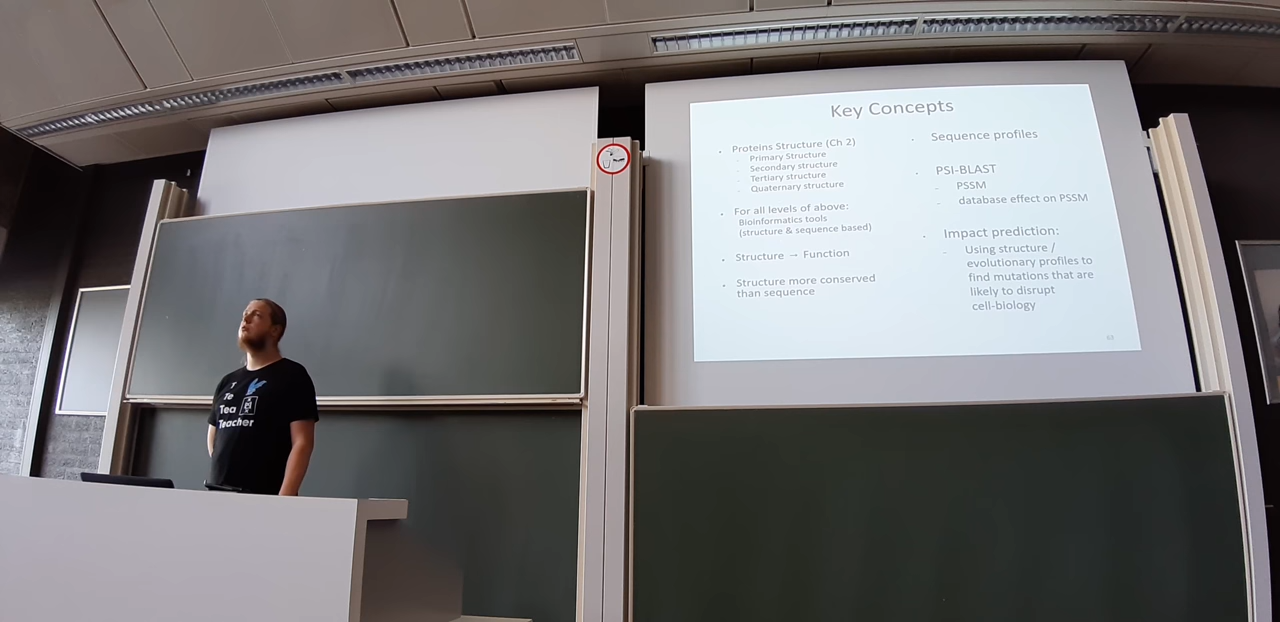 Key Concepts
Proteins Structure (Ch 2)
Primary Structure
Secondary structure
Tertiary structure
Quaternary structure
For all levels of above:
Bioinformatics tools
(structure & sequence based)
Structure → Function
Structure more conserved
than sequence
Sequence profiles
PSI-BLAST
PSSM
database effect on PSSM
Impact prediction:
Using structure /
evolutionary profiles to
find mutations that are
likely to disrupt
cell-biology
T
Te
Tea
Teacher